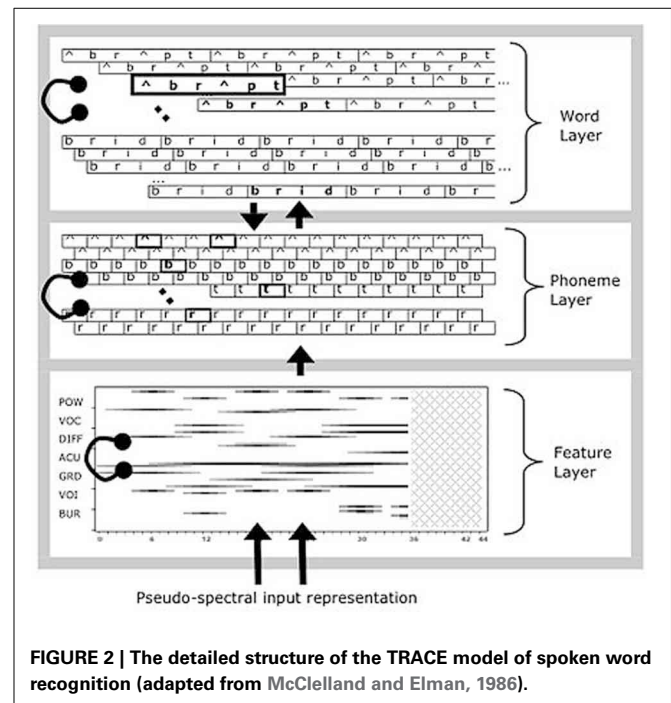 ^ b r ^ p t ^ b r ^ p t ^ b r ^ p t
^ b r ^ p t ^ b r ^ p t ^ b r ^ p t
^ b r ^ p t ^ b r ^ p t ^ b r ...
^ b r ^ p t ^ b r ^ p t
Word
Layer
b r i d b r i d b r i d b r i d b r
b r i d b r i d b r i d b r i d b
b r i d b r i d b r i d b r i d ...
...
b r i d b r i d b r i d b r
^ ^ ^ ^ ^ ^ ^ ^ ^ ^ ^ ^ ^ ^ ^ ^ ^
^ ^ ^ ^ ^ ^ ^ ^ ^ ^ ^ ^ ^ ^ ^ ^
b b b b b b b b b b b b b b b b b
b b b b b b b b b b b b b b b b
t t t t t t t t t t t
Phoneme
Layer
r r r r r r r r r r r r r r r r r
r r r r r r r r r r r r r r r r
POW
VOC
DIFF
ACU
GRD
VOI
BUR
Feature
Layer
0 6 12 20 36 42 44
Pseudo-spectral input representation
FIGURE 2 | The detailed structure of the TRACE model of spoken word
recognition (adapted from McClelland and Elman, 1986).